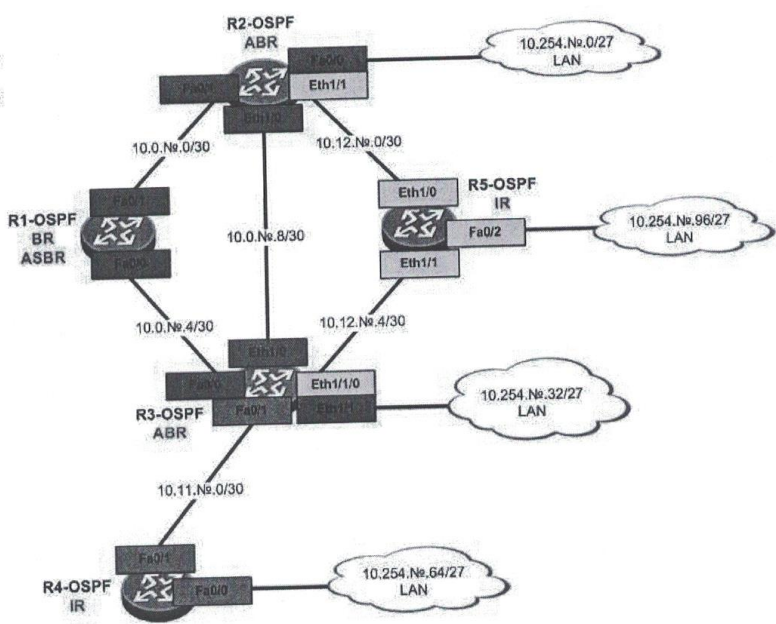 R2-OSPF
ABR
Fa0/0
Fa0/1
Eth1/1
Eth1/0
10.254.№.0/27
LAN
10.0.№.0/30
10.12.№.0/30
R1-OSPF
BR
ASBR
Fa0/1
Fa0/0
10.0.№.8/30
Eth1/0
R5-OSPF
IR
Fa0/2
Eth1/1
10.254.№.96/27
LAN
10.0.№.4/30
10.12.№.4/30
Eth1/0
Fa0/0
Eth1/1/0
R3-OSPF
ABR
Fa0/1
Eth1/1
10.254.№.32/27
LAN
10.11.№.0/30
Fa0/1
R4-OSPF
IR
Fa0/0
10.254.№.64/27
LAN